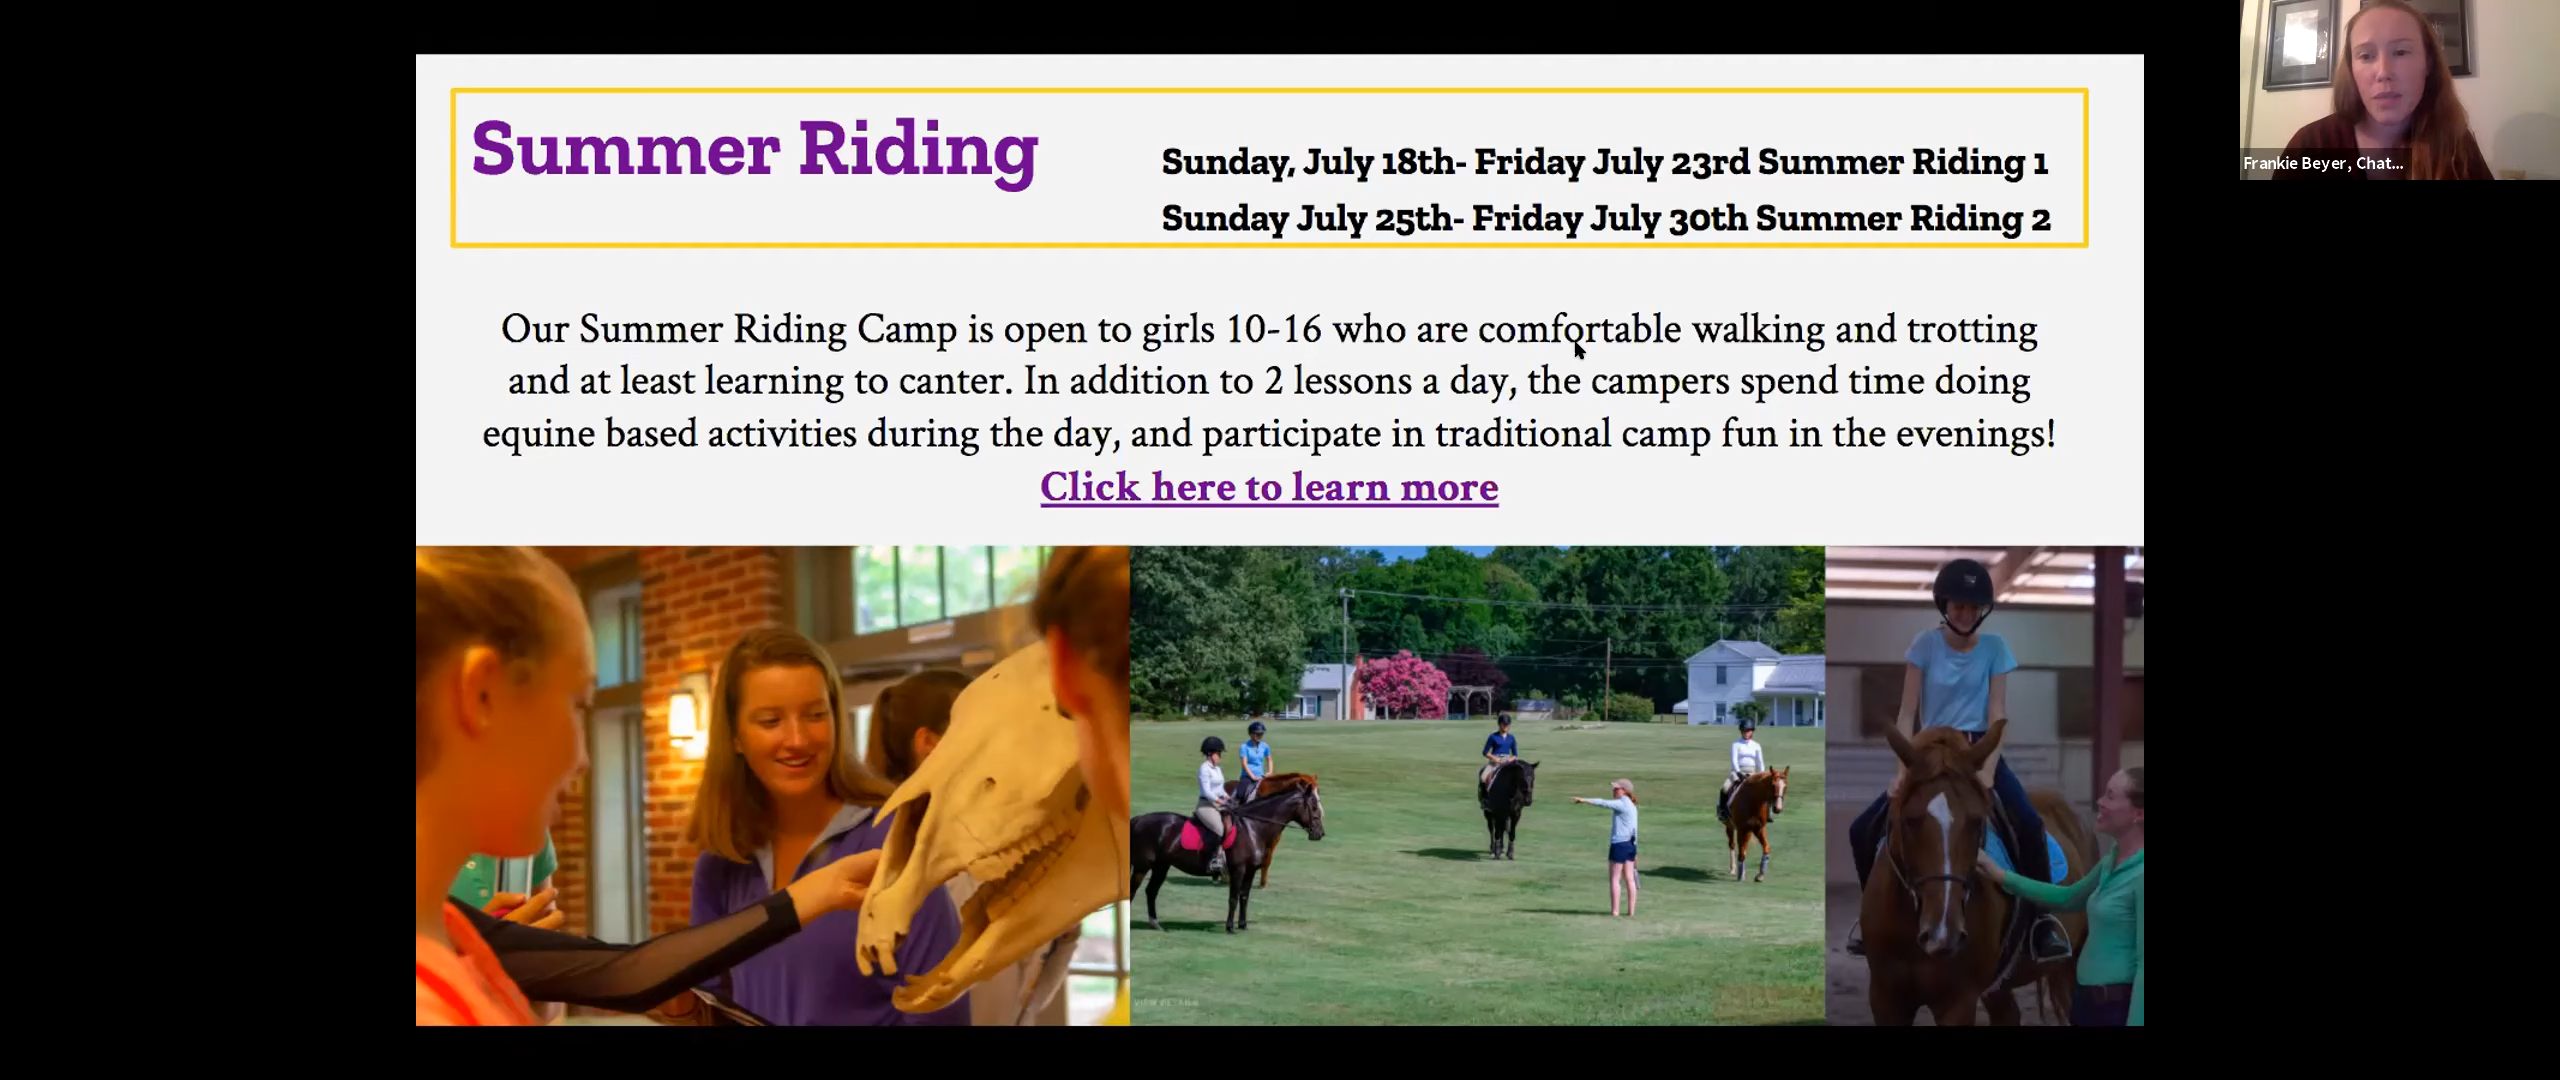 Summer Riding
Sunday, July 18th- Friday July 23rd Summer Riding 1
Sunday July 25th- Friday July 30th Summer Riding 2
Our Summer Riding Camp is open to girls 10-16 who are comfortable walking and trotting
and at least learning to canter. In addition to 2 lessons a day, the campers spend time doing
equine based activities during the day, and participate in traditional camp fun in the evenings!
Click here to learn more
Frankie Beyer, Chat...
VIEW DETAILS